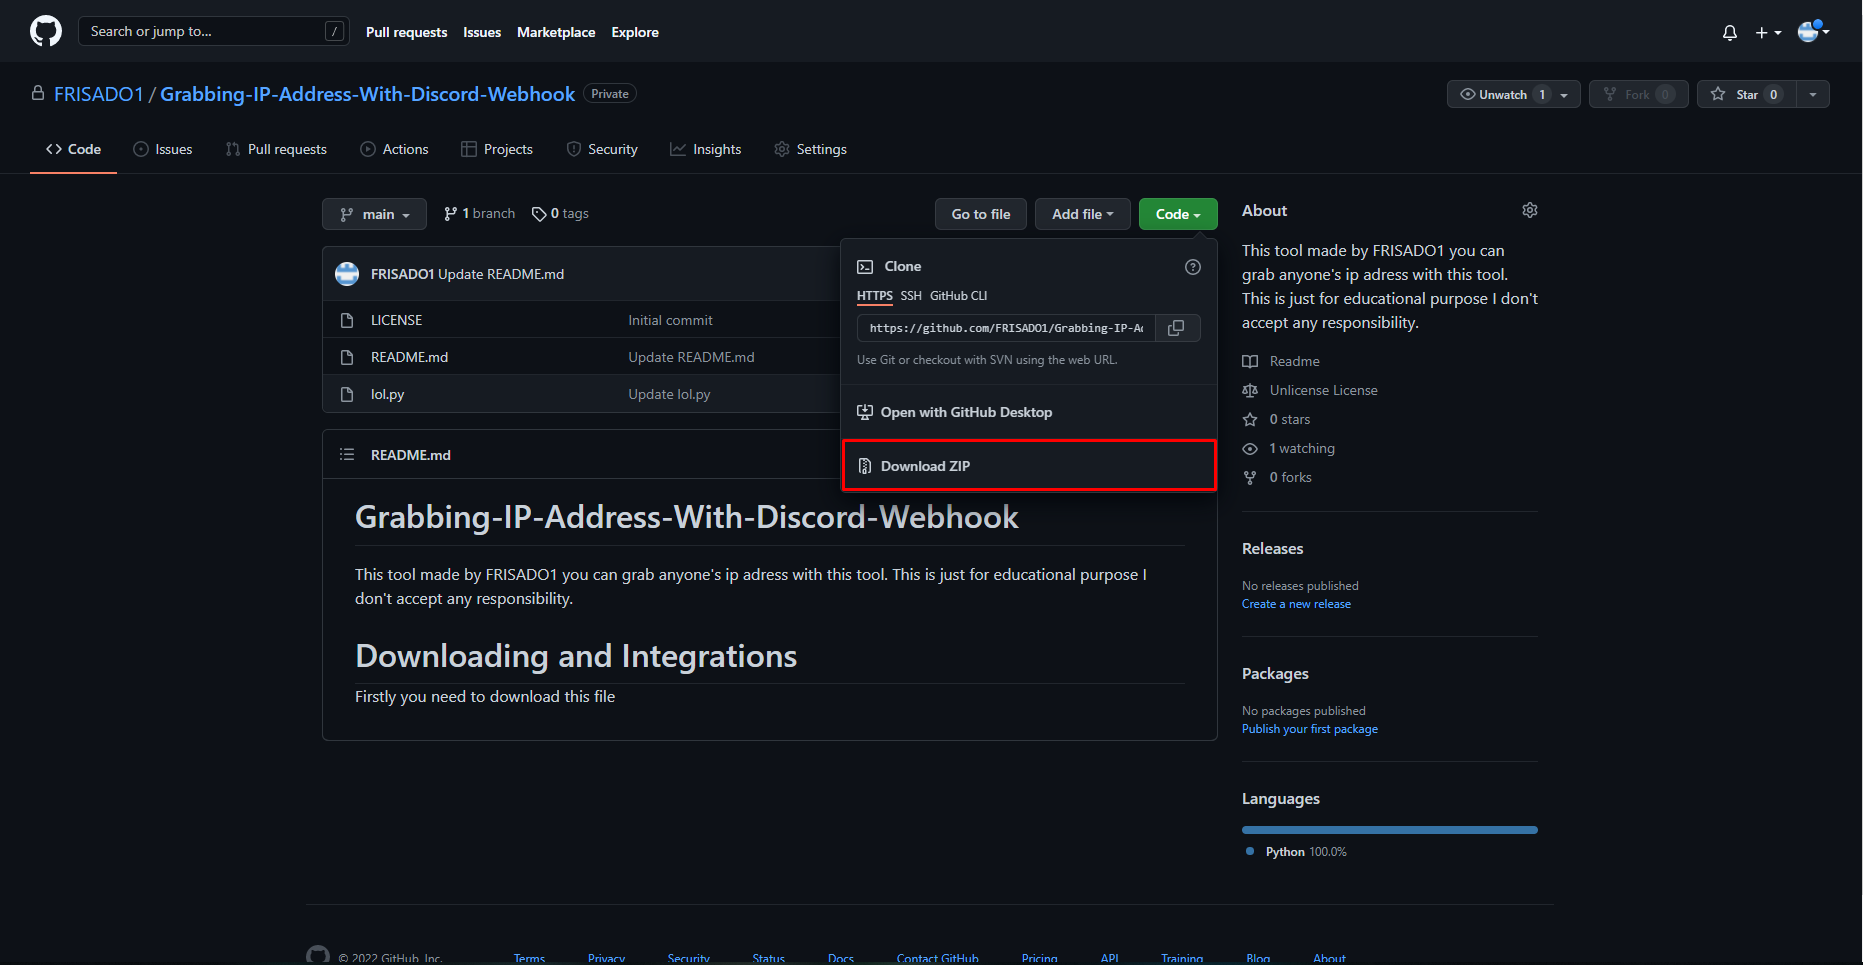 Search or jump to... /
Pull requests Issues Marketplace Explore
FRISADO1 / Grabbing-IP-Address-With-Discord-Webhook Private
Unwatch 1 Fork 0 Star 0
Code Issues Pull requests Actions Projects Security Insights Settings
main 1 branch 0 tags
Go to file Add file Code
FRISADO1 Update README.md
LICENSE Initial commit
README.md Update README.md
lol.py Update lol.py
Clone
HTTPS SSH GitHub CLI
https://github.com/FRISADO1/Grabbing-IP-Ad
Use Git or checkout with SVN using the web URL.
Open with GitHub Desktop
Download ZIP
README.md
Grabbing-IP-Address-With-Discord-Webhook
This tool made by FRISADO1 you can grab anyone's ip adress with this tool. This is just for educational purpose I
don't accept any responsibility.
Downloading and Integrations
Firstly you need to download this file
About
This tool made by FRISADO1 you can
grab anyone's ip adress with this tool.
This is just for educational purpose I don't
accept any responsibility.
Readme
Unlicense License
0 stars
1 watching
0 forks
Releases
No releases published
Create a new release
Packages
No packages published
Publish your first package
Languages
Python 100.0%
© 2022 GitHub, Inc. Terms Privacy Security Status Docs Contact GitHub Pricing API Training Blog About